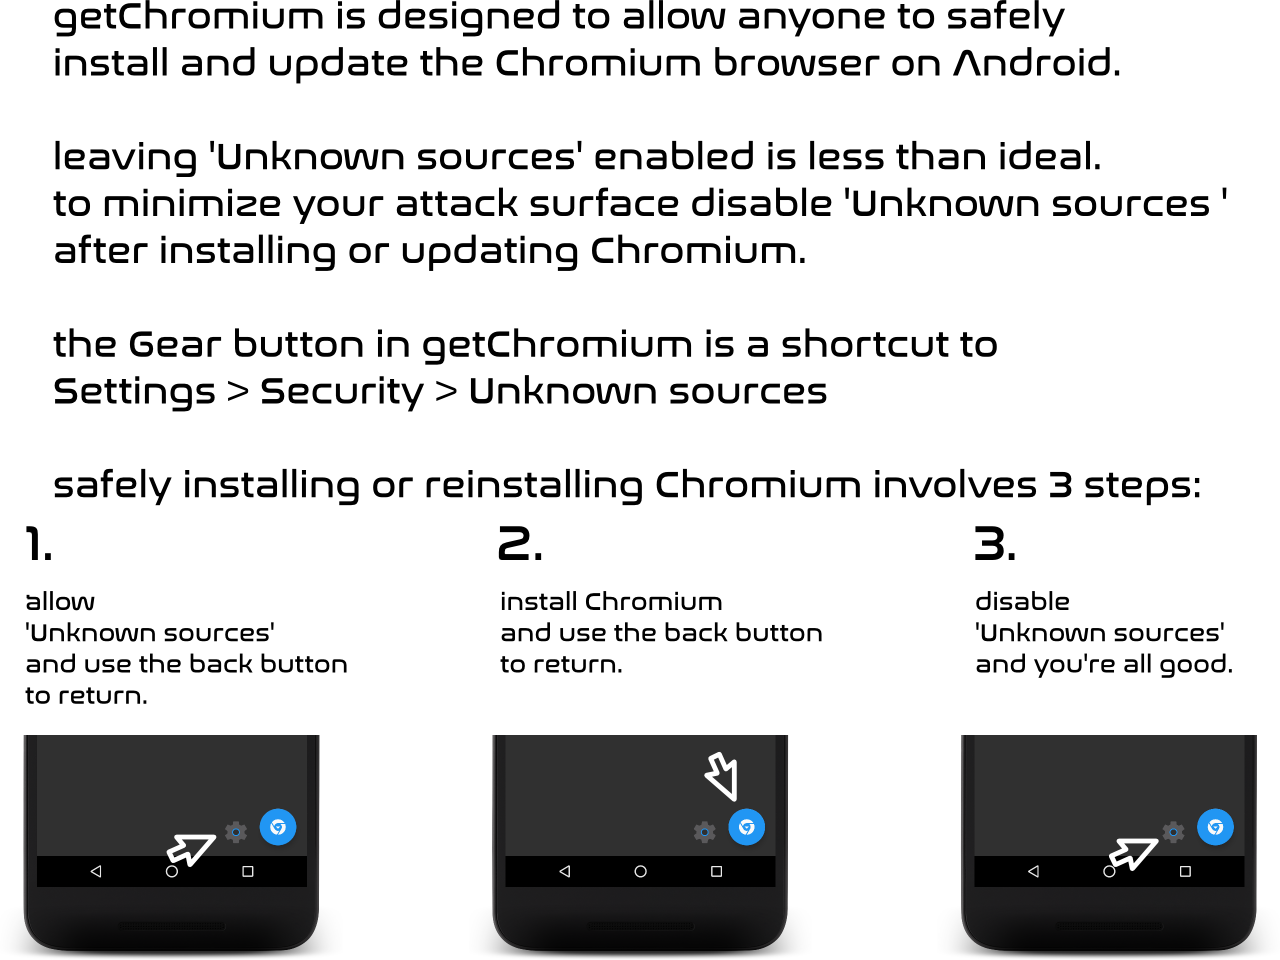 getChromium is designed to allow anyone to safely
install and update the Chromium browser on Android.
leaving 'Unknown sources' enabled is less than ideal.
to minimize your attack surface disable 'Unknown sources '
after installing or updating Chromium.
the Gear button in getChromium is a shortcut to
Settings > Security > Unknown sources
safely installing or reinstalling Chromium involves 3 steps:
1.
allow
'Unknown sources'
and use the back button
to return.
2.
install Chromium
and use the back button
to return.
3.
disable
'Unknown sources'
and you're all good.